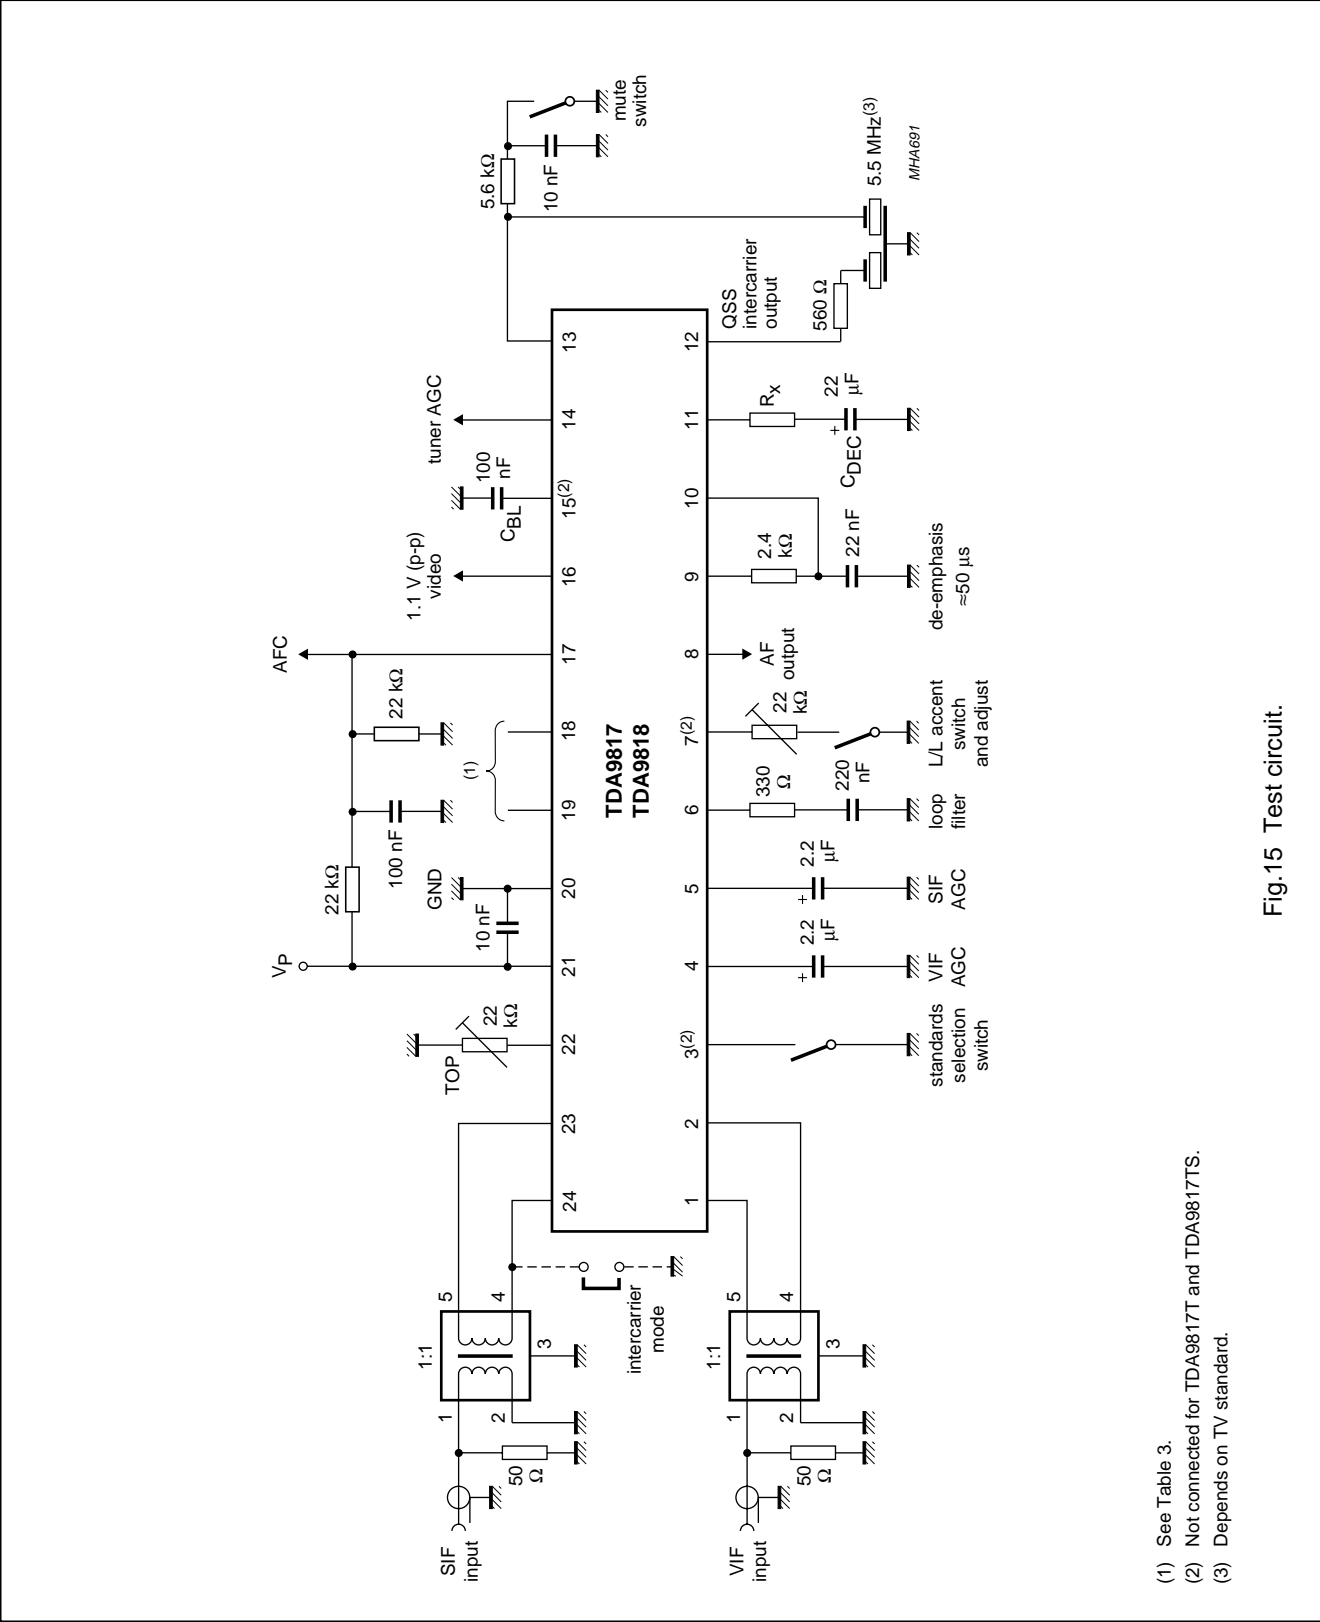 SIF
input
50
Ω
1
2
1:1
3
5
4
intercarrier
mode
VIF
input
50
Ω
1
2
1:1
3
5
4
TOP
22
kΩ
VP
22 kΩ
10 nF
GND
100 nF
(1)
22 kΩ
AFC
1.1 V (p-p)
video
CBL
100
nF
tuner AGC
5.6 kΩ
10 nF
mute
switch
24
23
22
21
20
19
18
17
16
15(2)
14
13
TDA9817
TDA9818
1
2
3(2)
4
5
6
7(2)
8
9
10
11
12
standards
selection
switch
+
2.2
µF
VIF
AGC
+
2.2
µF
SIF
AGC
330
Ω
220
nF
loop
filter
22
kΩ
L/L accent
switch
and adjust
AF
output
2.4
kΩ
22 nF
de-emphasis
≈50 µs
Rx
+
22
µF
CDEC
QSS
intercarrier
output
560 Ω
5.5 MHz(3)
MHA691
(1) See Table 3.
(2) Not connected for TDA9817T and TDA9817TS.
(3) Depends on TV standard.
Fig.15 Test circuit.